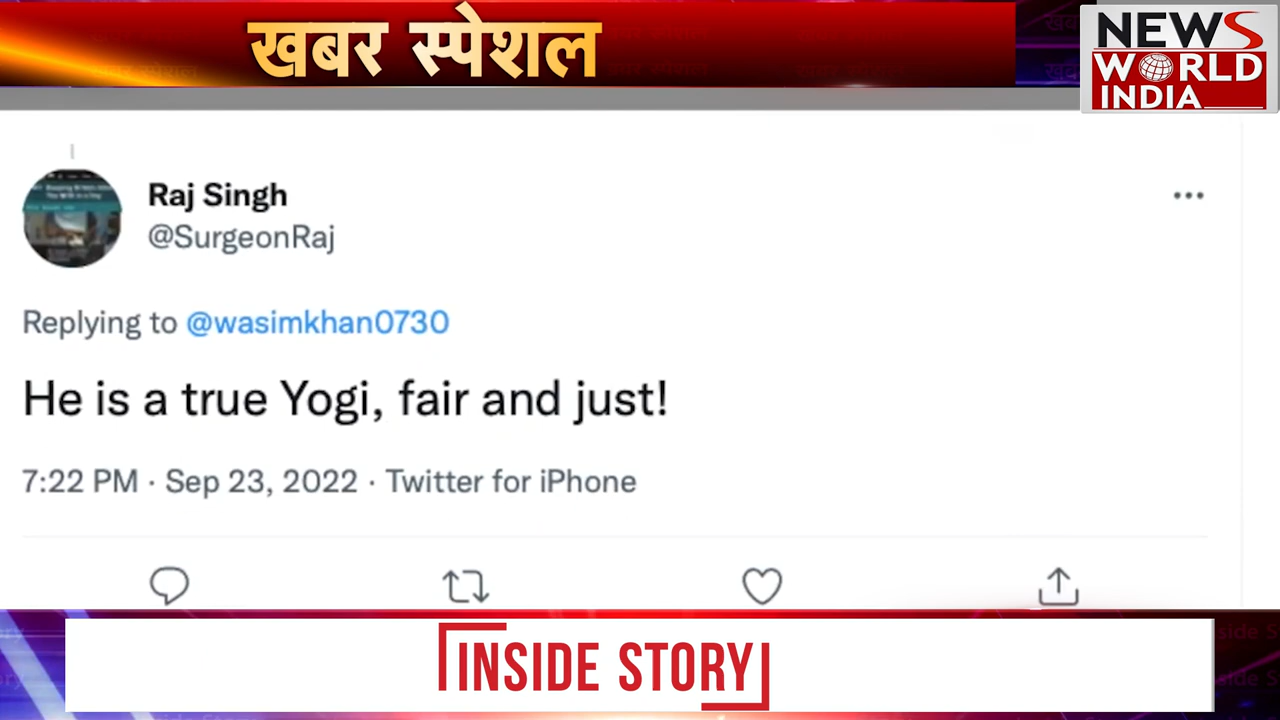 खबर स्पेशल
NEWS
WORLD
INDIA
Raj Singh
@SurgeonRaj
Replying to @wasimkhan0730
He is a true Yogi, fair and just!
7:22 PM · Sep 23, 2022 · Twitter for iPhone
INSIDE STORY